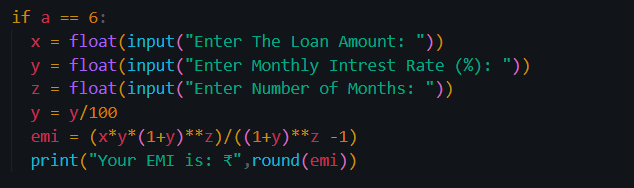 if a == 6:
  x = float(input("Enter The Loan Amount: "))
  y = float(input("Enter Monthly Intrest Rate (%): "))
  z = float(input("Enter Number of Months: "))
  y = y/100
  emi = (x*y*(1+y)**z)/((1+y)**z -1)
  print("Your EMI is: ₹",round(emi))